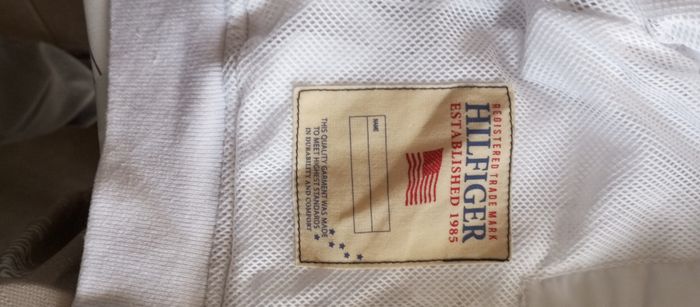 REGISTERED TRADE MARK
HILFIGER
ESTABLISHED 1985
NAME
THIS QUALITY GARMENT WAS MADE
TO MEET HIGHEST STANDARDS
IN DURABILITY AND COMFORT